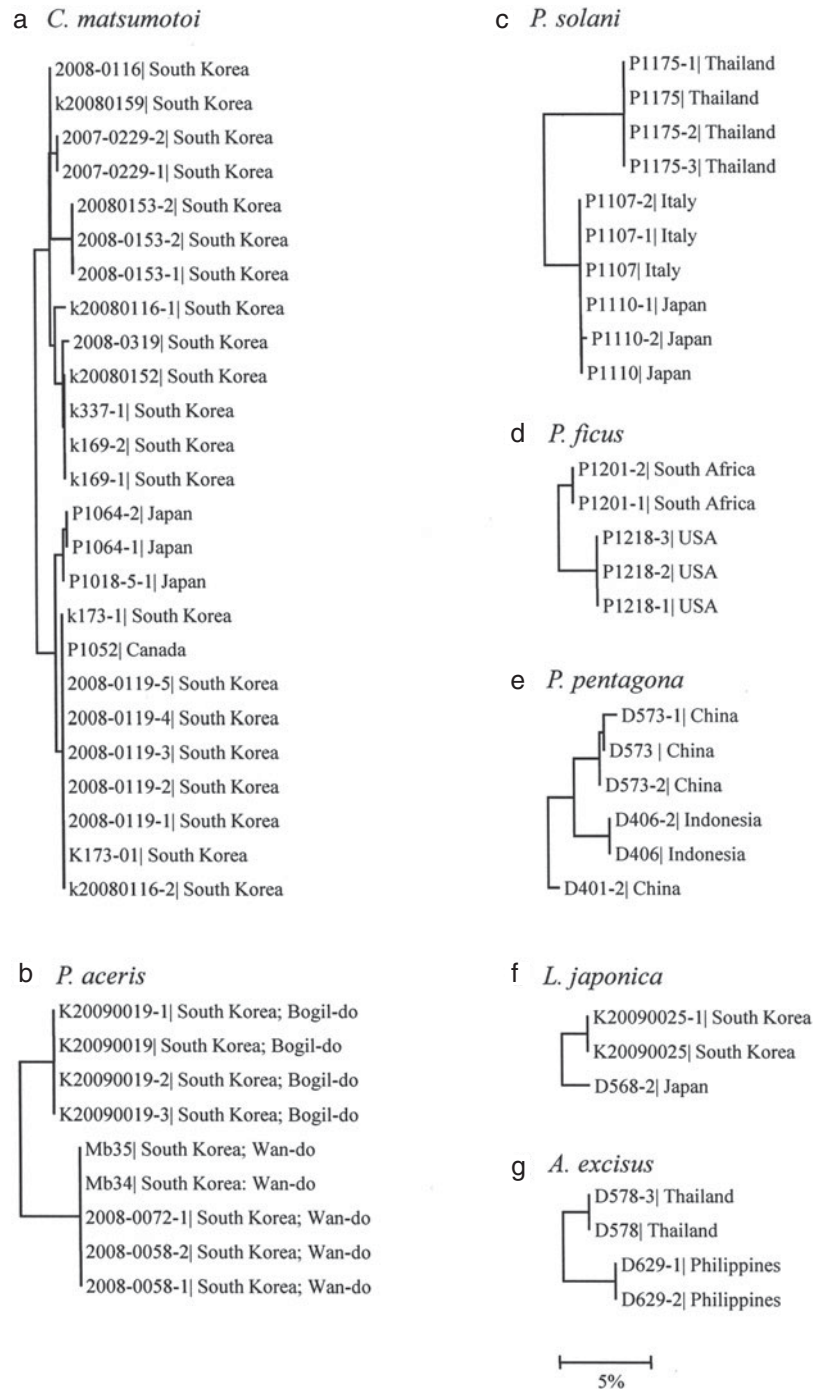 a C. matsumotoi
2008-0116| South Korea
k20080159| South Korea
2007-0229-2| South Korea
2007-0229-1| South Korea
20080153-2| South Korea
2008-0153-2| South Korea
2008-0153-1| South Korea
k20080116-1| South Korea
2008-0319| South Korea
k20080152| South Korea
k337-1| South Korea
k169-2| South Korea
k169-1| South Korea
P1064-2| Japan
P1064-1| Japan
P1018-5-1| Japan
k173-1| South Korea
P1052| Canada
2008-0119-5| South Korea
2008-0119-4| South Korea
2008-0119-3| South Korea
2008-0119-2| South Korea
2008-0119-1| South Korea
K173-01| South Korea
k20080116-2| South Korea
b P. aceris
K20090019-1| South Korea; Bogil-do
K20090019| South Korea; Bogil-do
K20090019-2| South Korea; Bogil-do
K20090019-3| South Korea; Bogil-do
Mb35| South Korea; Wan-do
Mb34| South Korea: Wan-do
2008-0072-1| South Korea; Wan-do
2008-0058-2| South Korea; Wan-do
2008-0058-1| South Korea; Wan-do
c P. solani
P1175-1| Thailand
P1175| Thailand
P1175-2| Thailand
P1175-3| Thailand
P1107-2| Italy
P1107-1| Italy
P1107| Italy
P1110-1| Japan
P1110-2| Japan
P1110| Japan
d P. ficus
P1201-2| South Africa
P1201-1| South Africa
P1218-3| USA
P1218-2| USA
P1218-1| USA
e P. pentagona
D573-1| China
D573 | China
D573-2| China
D406-2| Indonesia
D406| Indonesia
D401-2| China
f L. japonica
K20090025-1| South Korea
K20090025| South Korea
D568-2| Japan
g A. excisus
D578-3| Thailand
D578| Thailand
D629-1| Philippines
D629-2| Philippines
5%